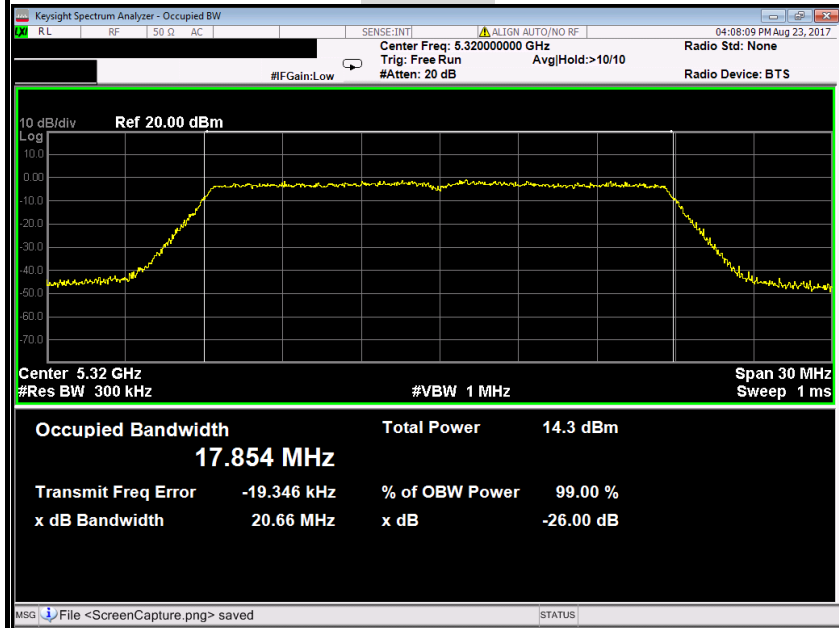 Keysight Spectrum Analyzer - Occupied BW
LXI RL RF 50 Ω AC SENSE:INT ALIGN AUTO/NO RF 04:08:09 PM Aug 23, 2017
Center Freq: 5.320000000 GHz Radio Std: None
Trig: Free Run Avg|Hold:>10/10
#IFGain:Low #Atten: 20 dB Radio Device: BTS
10 dB/div Ref 20.00 dBm
Log
10.0
0.00
-10.0
-20.0
-30.0
-40.0
-50.0
-60.0
-70.0
Center 5.32 GHz Span 30 MHz
#Res BW 300 kHz #VBW 1 MHz Sweep 1 ms
Occupied Bandwidth Total Power 14.3 dBm
17.854 MHz
Transmit Freq Error -19.346 kHz % of OBW Power 99.00 %
x dB Bandwidth 20.66 MHz x dB -26.00 dB
MSG File <ScreenCapture.png> saved STATUS